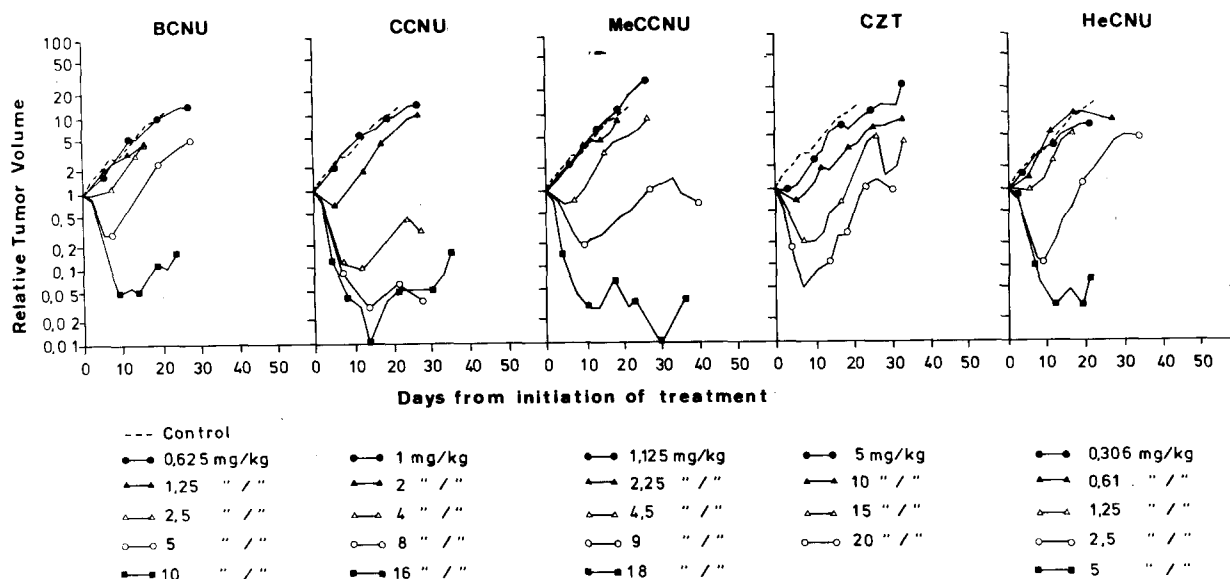 BCNU CCNU MeCCNU CZT HeCNU
Relative Tumor Volume
100
50
20
10
5
2
1
0,5
0,2
0,1
0,0 5
0,0 2
0,0 1
0 10 20 30 40 50 0 10 20 30 40 50 0 10 20 30 40 50 0 10 20 30 40 50 0 10 20 30 40 50
Days from initiation of treatment
--- Control
0,625 mg/kg 1 mg/kg 1,125 mg/kg 5 mg/kg 0,306 mg/kg
1,25 " / " 2 " / " 2,25 " / " 10 " / " 0,61 " / "
2,5 " / " 4 " / " 4,5 " / " 15 " / " 1,25 " / "
5 " / " 8 " / " 9 " / " 20 " / " 2,5 " / "
10 " / " 16 " / " 18 " / " 5 " / "